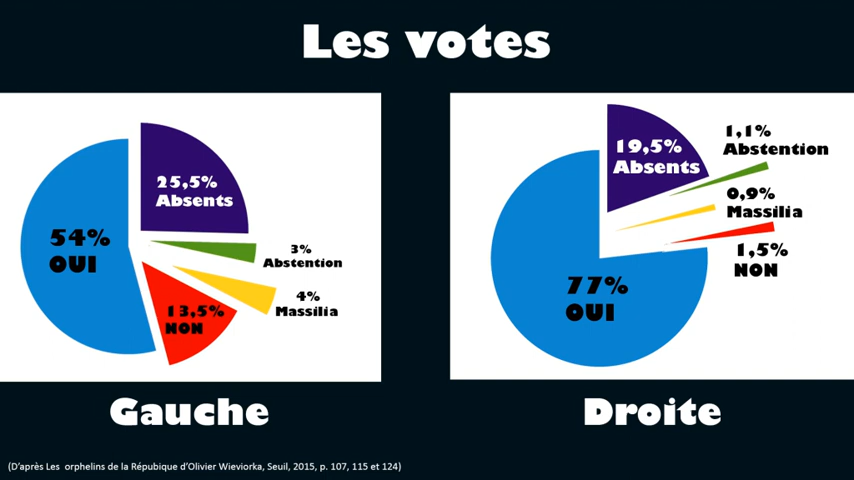 Les votes
25,5%
Absents
54%
OUI
3%
Abstention
4%
Massilia
13,5%
NON
Gauche
19,5%
Absents
1,1%
Abstention
0,9%
Massilia
1,5%
NON
77%
OUI
Droite
(D'après Les orphelins de la Répubique d'Olivier Wieviorka, Seuil, 2015, p. 107, 115 et 124)